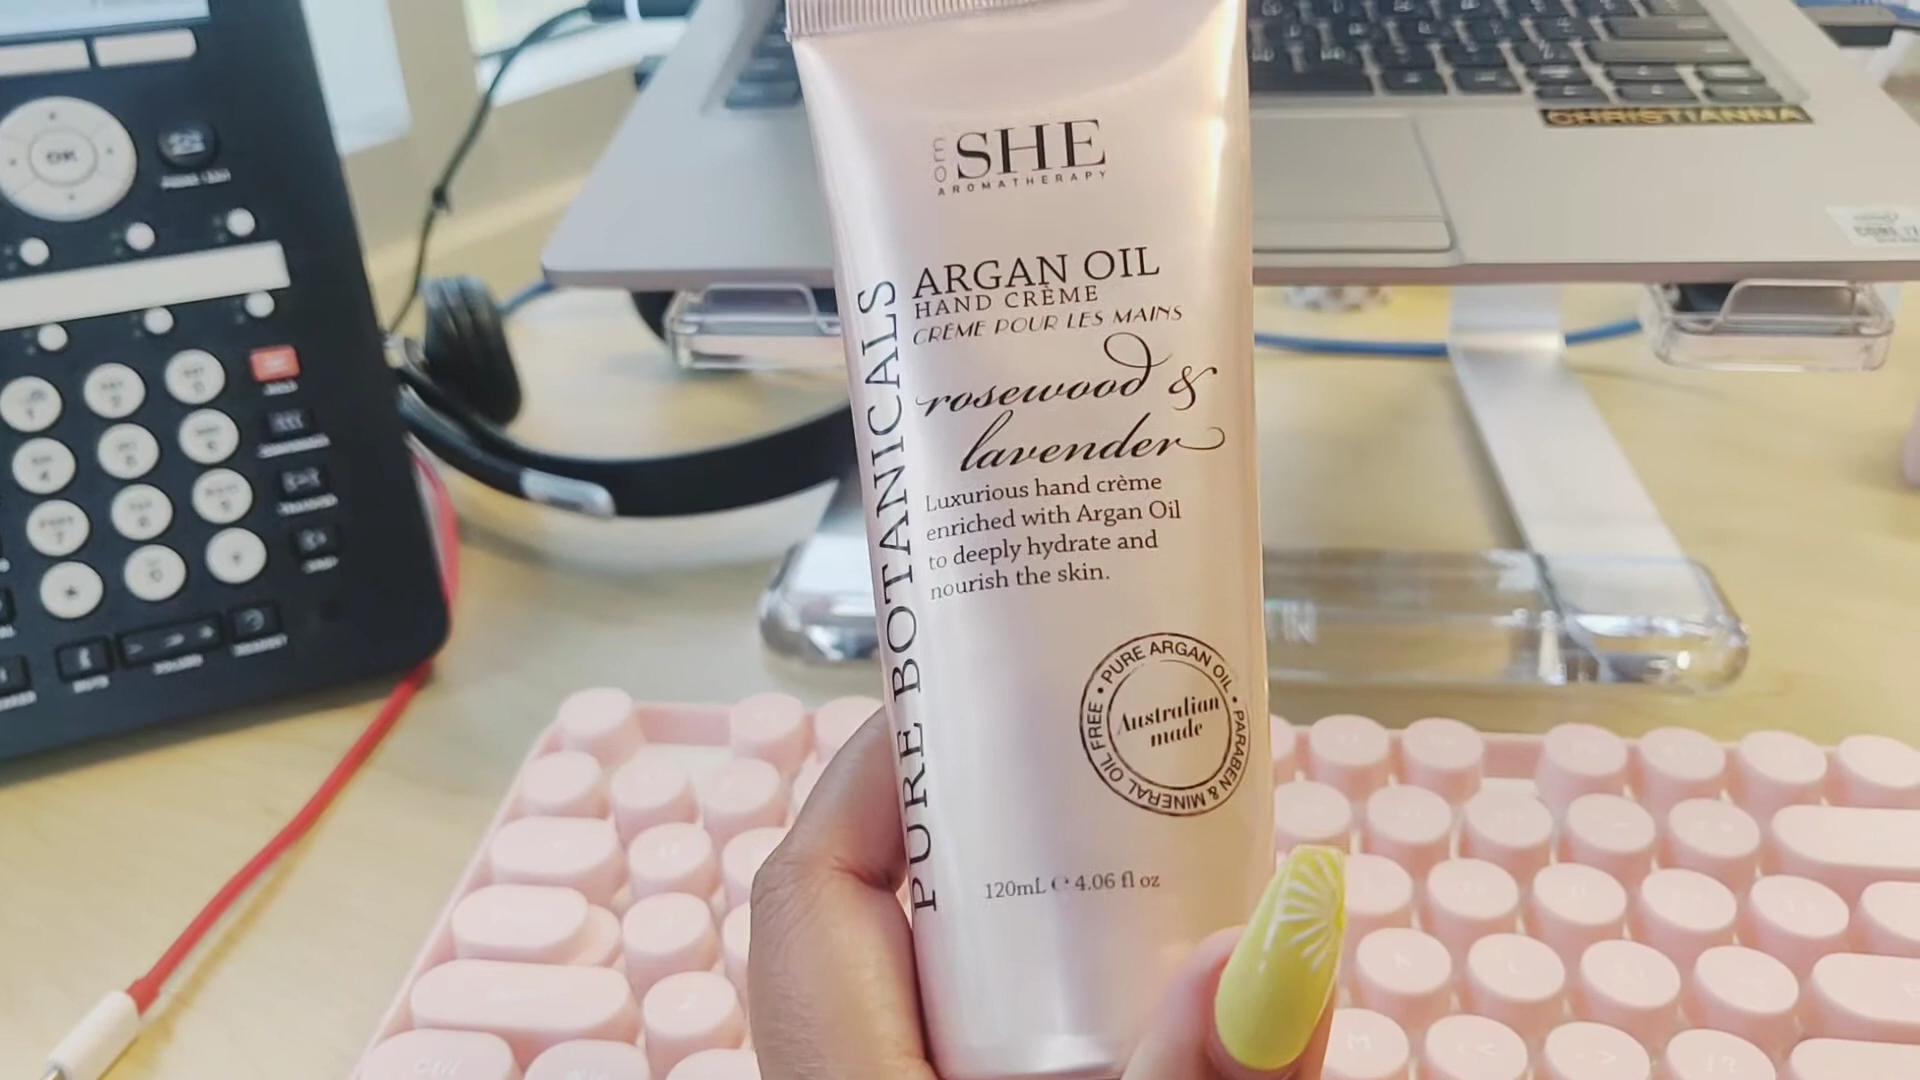 OK
CHRISTIANNA
om
SHE
AROMATHERAPY
ARGAN OIL
HAND CRÈME
CRÈME POUR LES MAINS
rosewood &
lavender
Luxurious hand crème
enriched with Argan Oil
to deeply hydrate and
nourish the skin.
PURE BOTANICALS
• PURE ARGAN OIL • PARABEN & MINERAL OIL FREE
Australian
made
120mL ℮ 4.06 fl oz